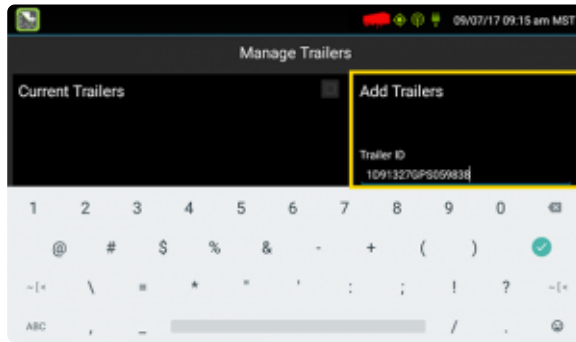 09/07/17 09:15 am MST
Manage Trailers
Current Trailers
Add Trailers
Trailer ID
1D91327GPS059838
1 2 3 4 5 6 7 8 9 0
@ # $ % & - + ( )
~[< \ = * " ' : ; ! ? ~[<
ABC , _ / .